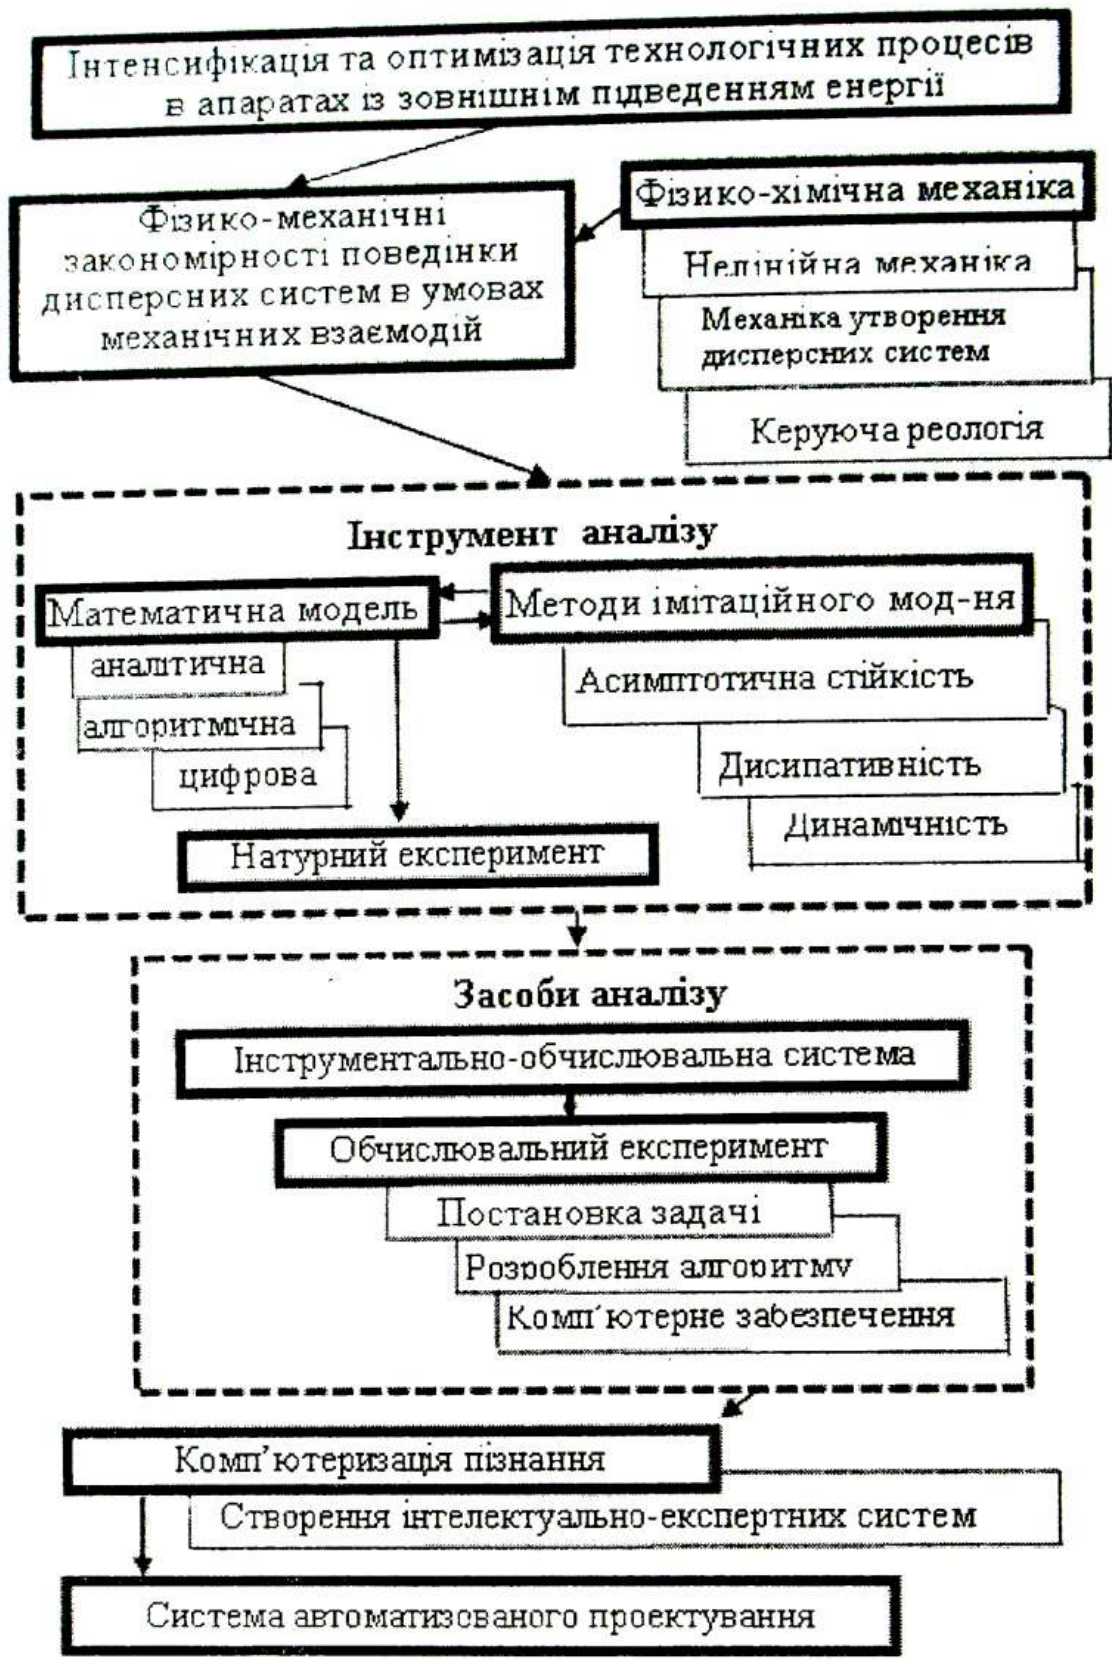 Інтенсифікація та оптимізація технологічних процесів
в апаратах із зовнішнім підведенням енергії
Фізико-механічні
закономірності поведінки
дисперсних систем в умовах
механічних взаємодій
Фізико-хімічна механіка
Нелінійна механіка
Механіка утворення
дисперсних систем
Керуюча реологія
Інструмент аналізу
Математична модель
аналітична
алгоритмічна
цифрова
Методи імітаційного мод-ня
Асимптотична стійкість
Дисипативність
Динамічність
Натурний експеримент
Засоби аналізу
Інструментально-обчислювальна система
Обчислювальний експеримент
Постановка задачі
Розроблення алгоритму
Комп'ютерне забезпечення
Комп'ютеризація пізнання
Створення інтелектуально-експертних систем
Система автоматизованого проектування